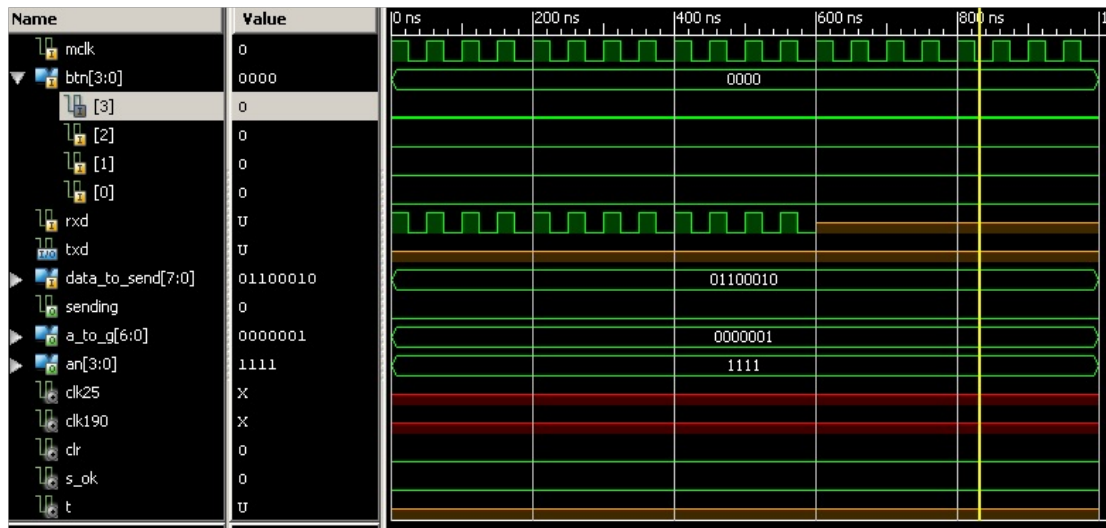 Name Value 0 ns 200 ns 400 ns 600 ns 800 ns 1
mclk 0
btn[3:0] 0000 0000
[3] 0
[2] 0
[1] 0
[0] 0
rxd U
txd U
data_to_send[7:0] 01100010 01100010
sending 0
a_to_g[6:0] 0000001 0000001
an[3:0] 1111 1111
clk25 X
clk190 X
clr 0
s_ok 0
t U